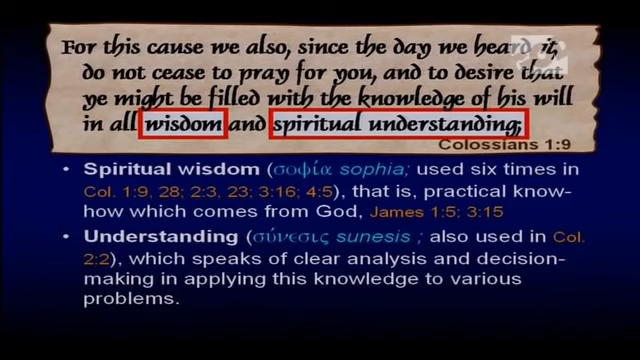 For this cause we also, since the day we heard it,
do not cease to pray for you, and to desire that
ye might be filled with the knowledge of his will
in all wisdom and spiritual understanding;
Colossians 1:9
• Spiritual wisdom (σοφία sophia; used six times in
Col. 1:9, 28; 2:3, 23; 3:16; 4:5), that is, practical know-
how which comes from God, James 1:5; 3:15
• Understanding (σύνεσις sunesis ; also used in Col.
2:2), which speaks of clear analysis and decision-
making in applying this knowledge to various
problems.